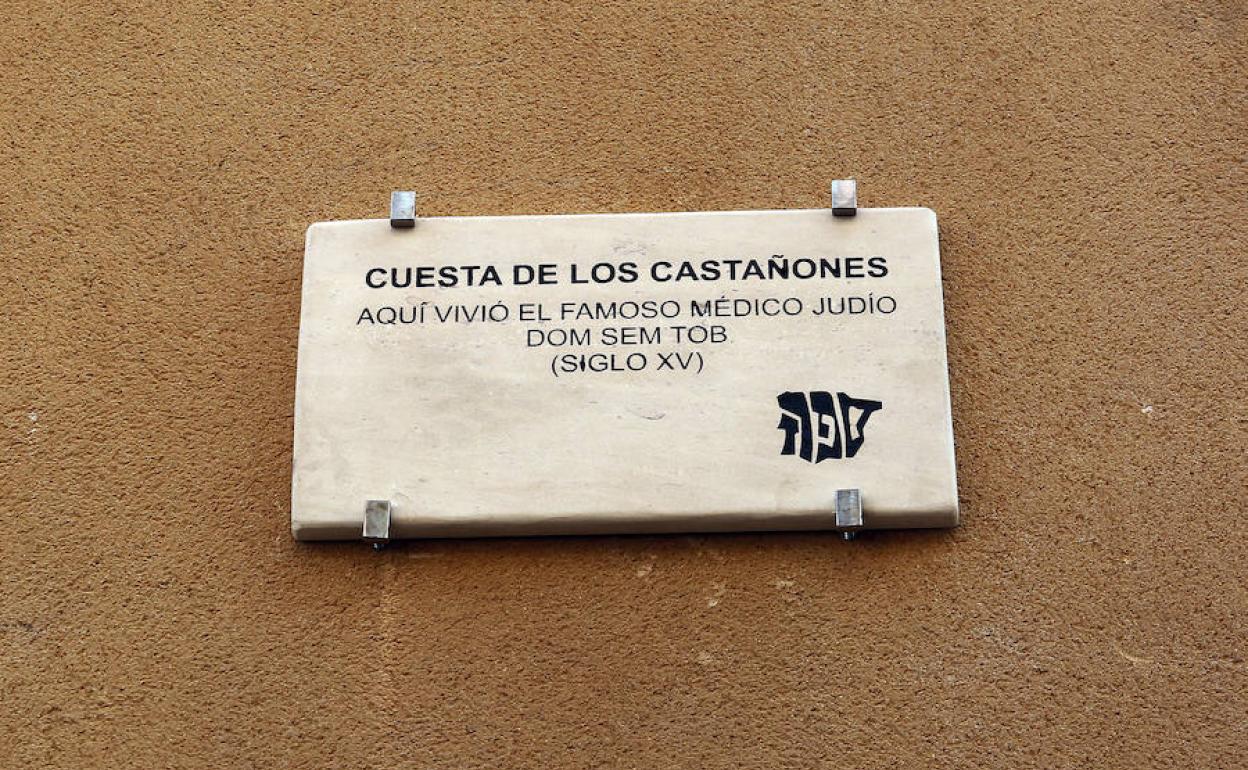 CUESTA DE LOS CASTAÑONES
AQUÍ VIVIÓ EL FAMOSO MÉDICO JUDÍO
DOM SEM TOB
(SIGLO XV)
ספרד